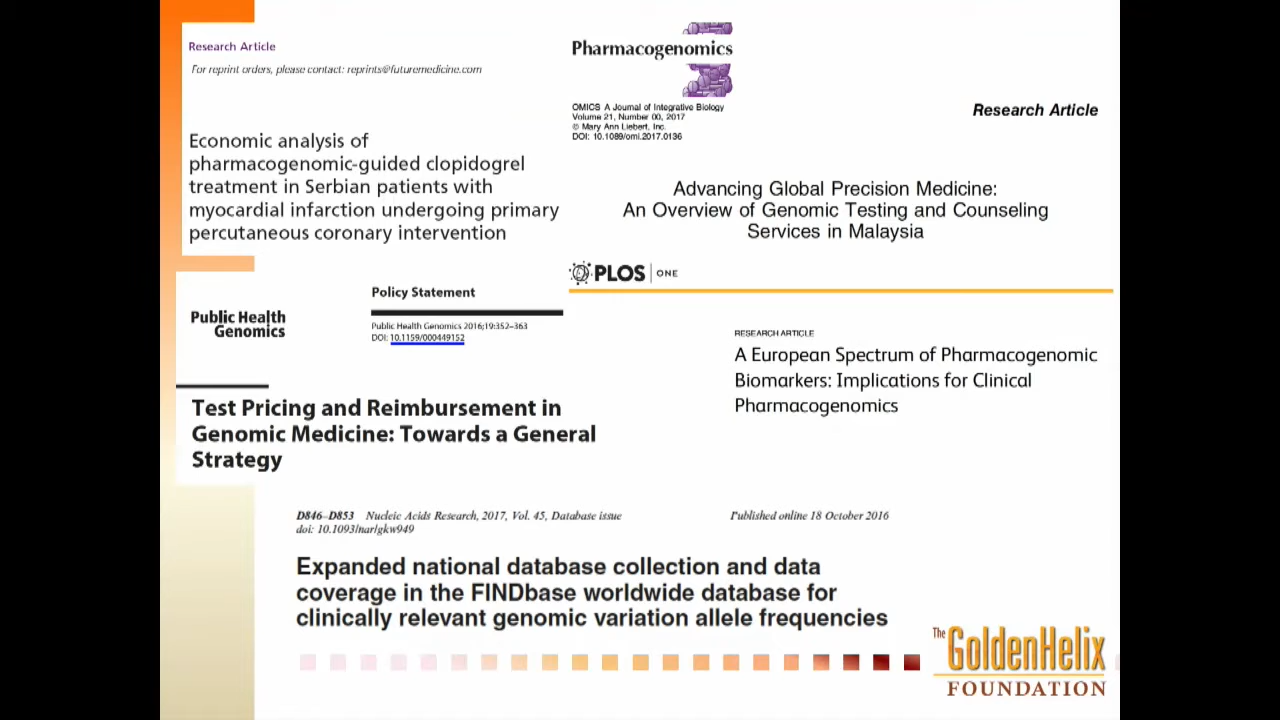 Research Article
For reprint orders, please contact: reprints@futuremedicine.com
Economic analysis of
pharmacogenomic-guided clopidogrel
treatment in Serbian patients with
myocardial infarction undergoing primary
percutaneous coronary intervention
Pharmacogenomics
OMICS A Journal of Integrative Biology
Volume 21, Number 00, 2017
© Mary Ann Liebert, Inc.
DOI: 10.1089/omi.2017.0136
Research Article
Advancing Global Precision Medicine:
An Overview of Genomic Testing and Counseling
Services in Malaysia
PLOS ONE
RESEARCH ARTICLE
A European Spectrum of Pharmacogenomic
Biomarkers: Implications for Clinical
Pharmacogenomics
Public Health
Genomics
Policy Statement
Public Health Genomics 2016;19:352–363
DOI: 10.1159/000449152
Test Pricing and Reimbursement in
Genomic Medicine: Towards a General
Strategy
D846–D853 Nucleic Acids Research, 2017, Vol. 45, Database issue
doi: 10.1093/nar/gkw949
Published online 18 October 2016
Expanded national database collection and data
coverage in the FINDbase worldwide database for
clinically relevant genomic variation allele frequencies
The GoldenHelix
FOUNDATION